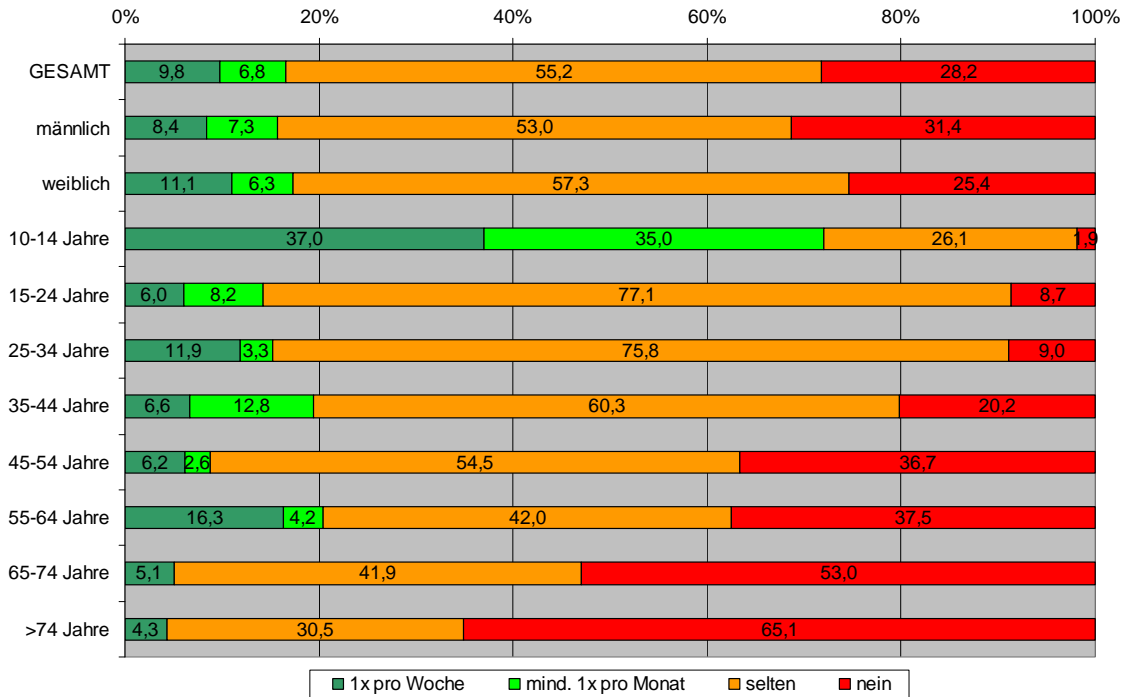 0% 20% 40% 60% 80% 100%
GESAMT 9,8 6,8 55,2 28,2
männlich 8,4 7,3 53,0 31,4
weiblich 11,1 6,3 57,3 25,4
10-14 Jahre 37,0 35,0 26,1 1,9
15-24 Jahre 6,0 8,2 77,1 8,7
25-34 Jahre 11,9 3,3 75,8 9,0
35-44 Jahre 6,6 12,8 60,3 20,2
45-54 Jahre 6,2 2,6 54,5 36,7
55-64 Jahre 16,3 4,2 42,0 37,5
65-74 Jahre 5,1 41,9 53,0
>74 Jahre 4,3 30,5 65,1
1x pro Woche mind. 1x pro Monat selten nein